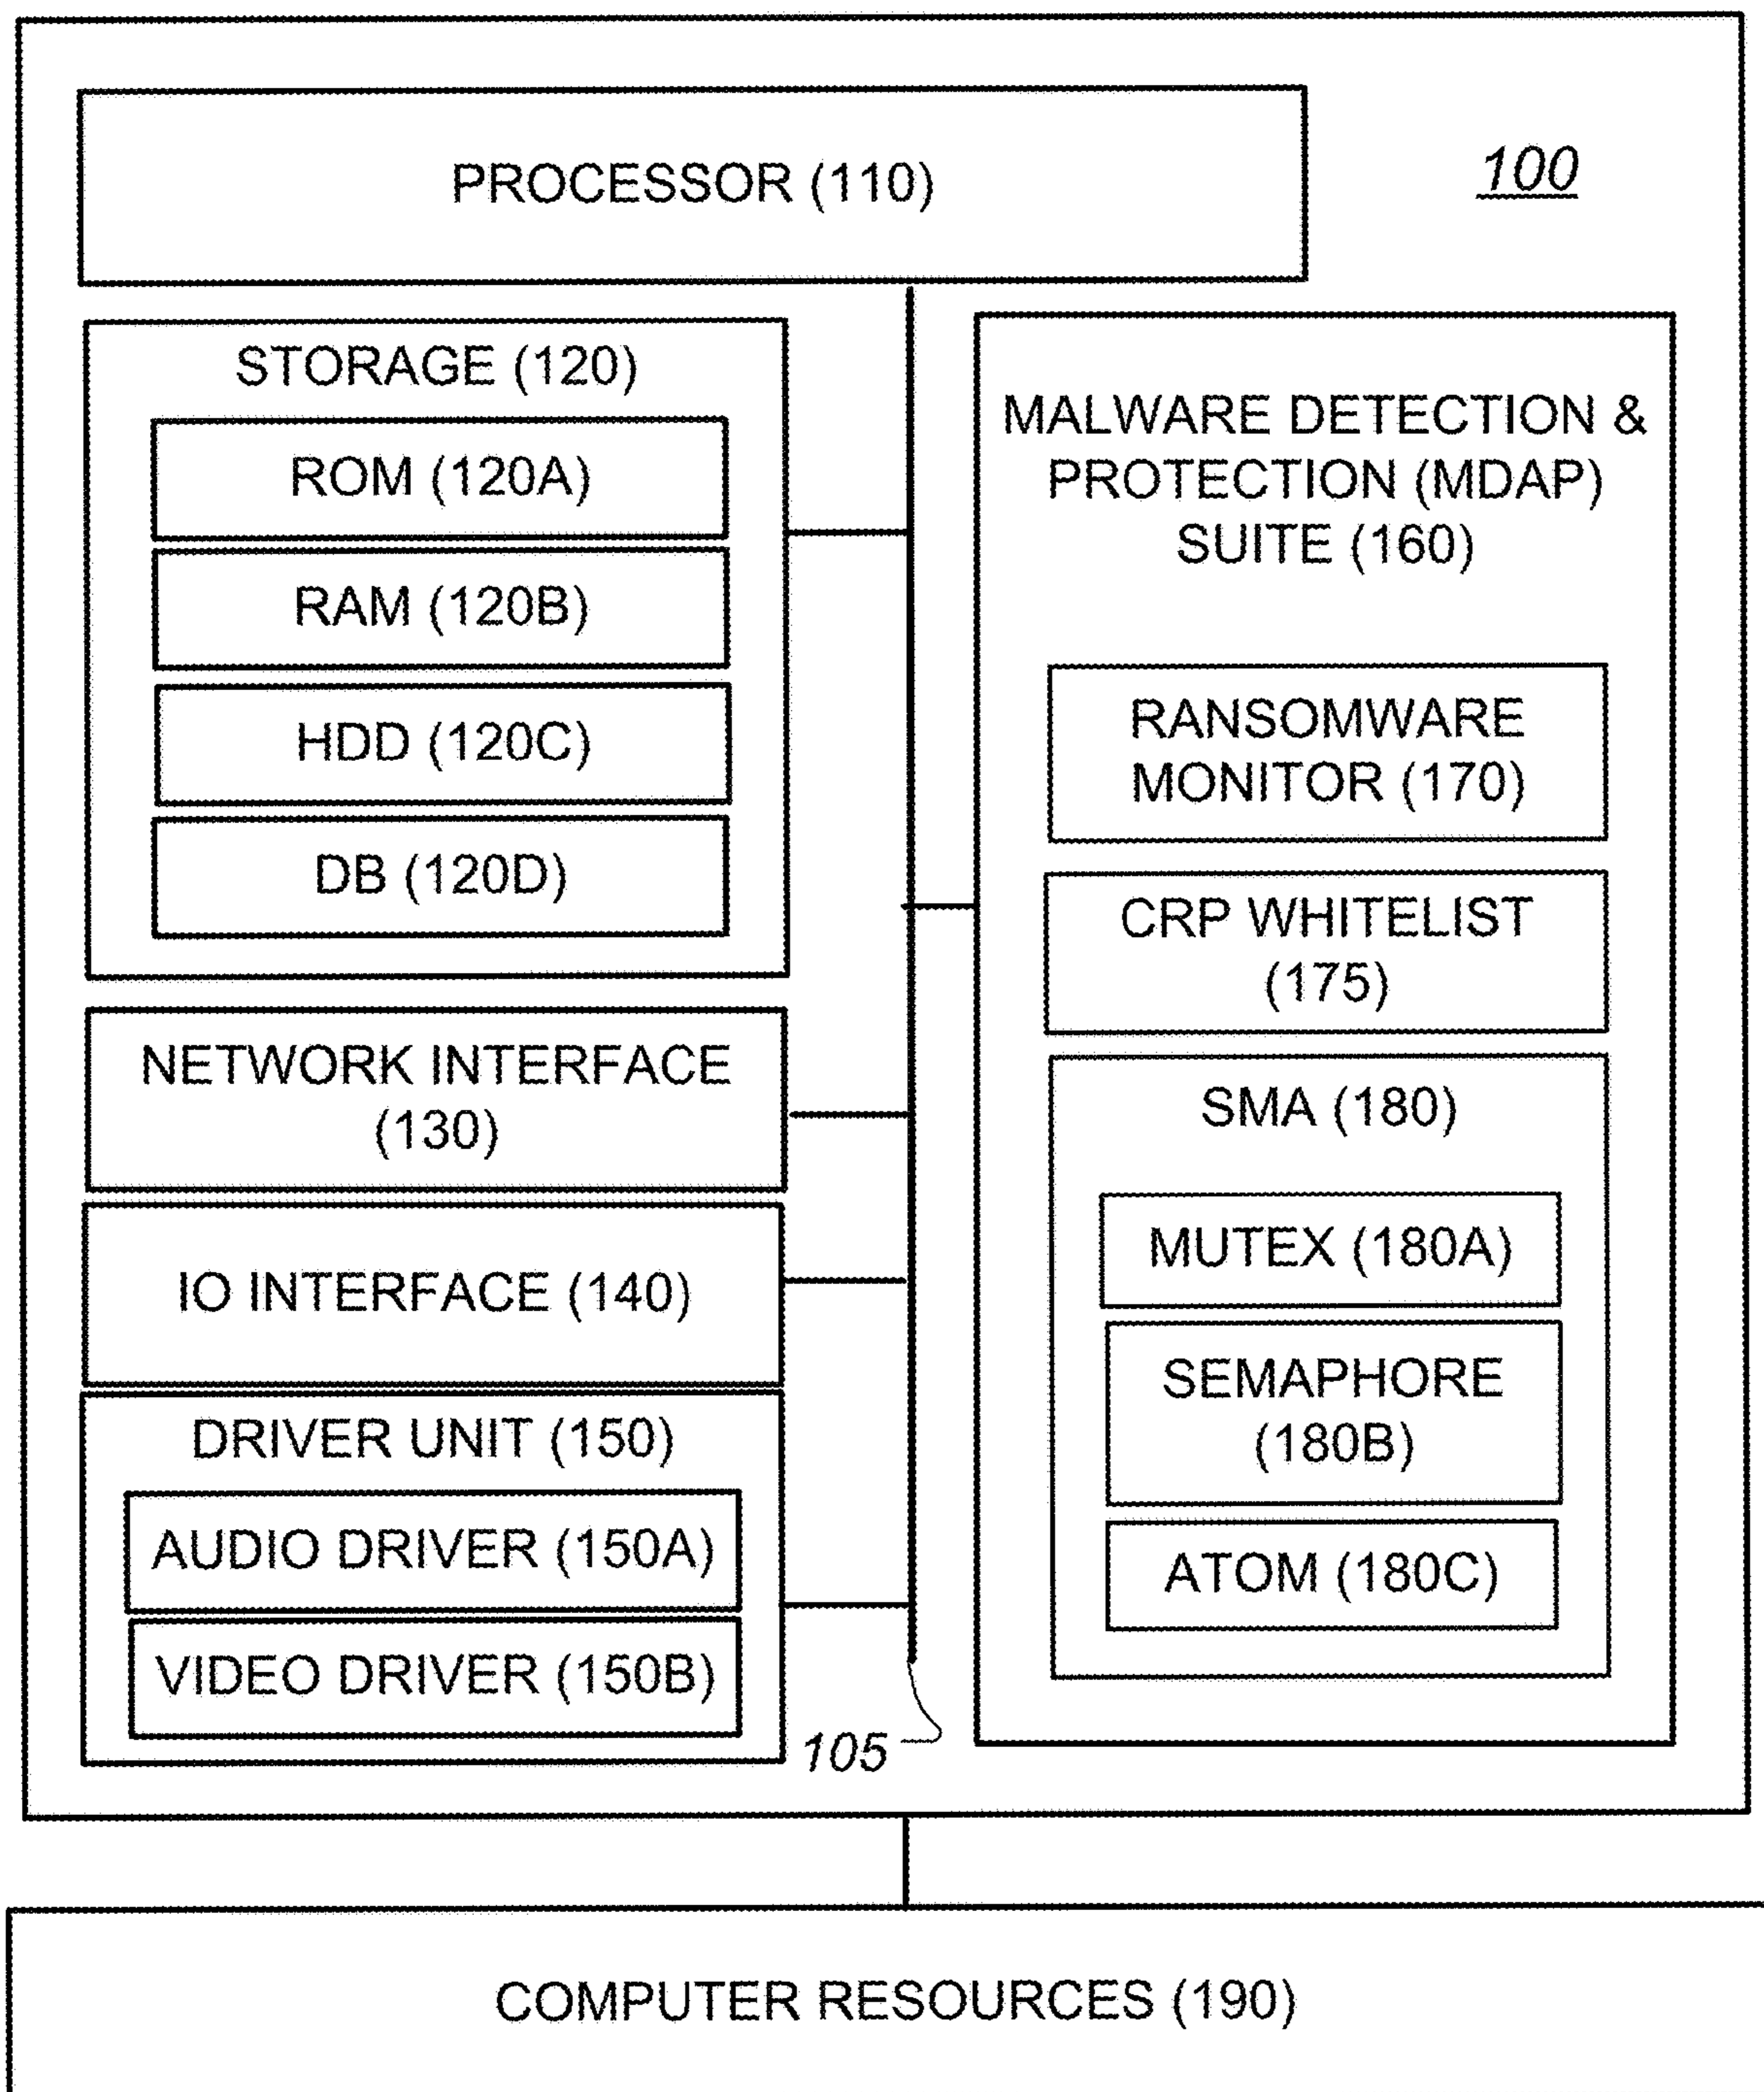 PROCESSOR (110)
100
STORAGE (120)
ROM (120A)
RAM (120B)
HDD (120C)
DB (120D)
NETWORK INTERFACE
(130)
IO INTERFACE (140)
DRIVER UNIT (150)
AUDIO DRIVER (150A)
VIDEO DRIVER (150B)
105
MALWARE DETECTION &
PROTECTION (MDAP)
SUITE (160)
RANSOMWARE
MONITOR (170)
CRP WHITELIST
(175)
SMA (180)
MUTEX (180A)
SEMAPHORE
(180B)
ATOM (180C)
COMPUTER RESOURCES (190)